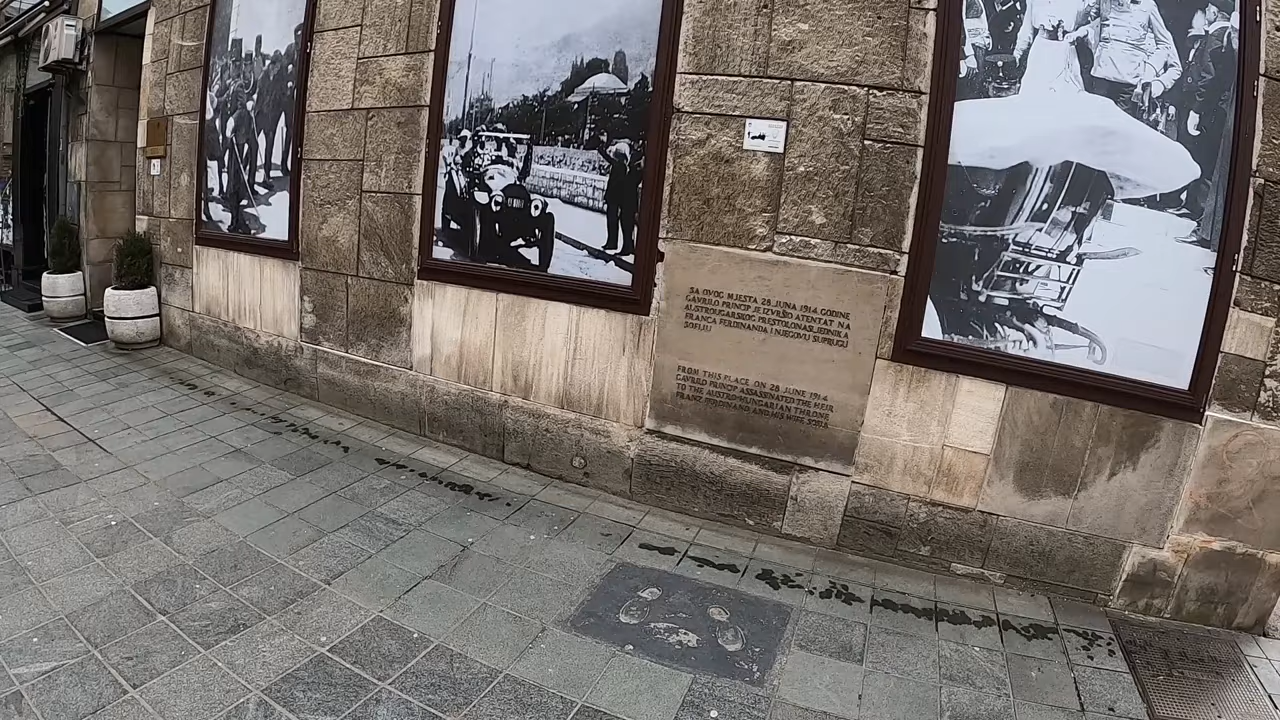 SA OVOG MJESTA 28. JUNA 1914. GODINE
GAVRILO PRINCIP JE IZVRŠIO ATENTAT NA
AUSTROUGARSKOG PRESTOLONASLJEDNIKA
FRANCA FERDINANDA I NJEGOVU SUPRUGU
SOFIJU
FROM THIS PLACE ON 28 JUNE 1914
GAVRILO PRINCIP ASSASSINATED THE HEIR
TO THE AUSTRO-HUNGARIAN THRONE
FRANZ FERDINAND AND HIS WIFE SOFIA